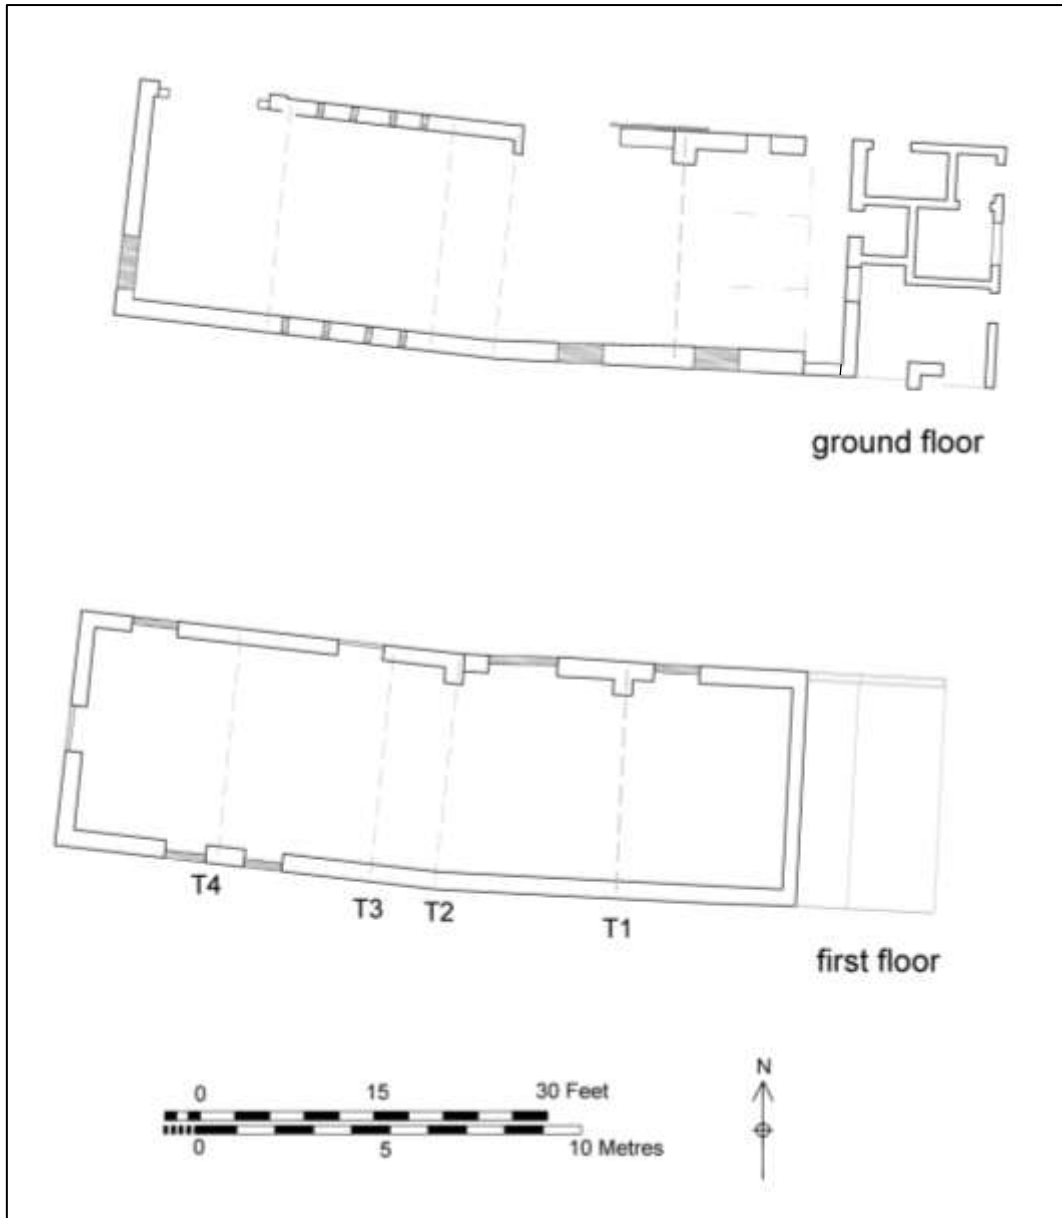 ground floor
T4
T3 T2
T1
first floor
0 15 30 Feet
0 5 10 Metres
N